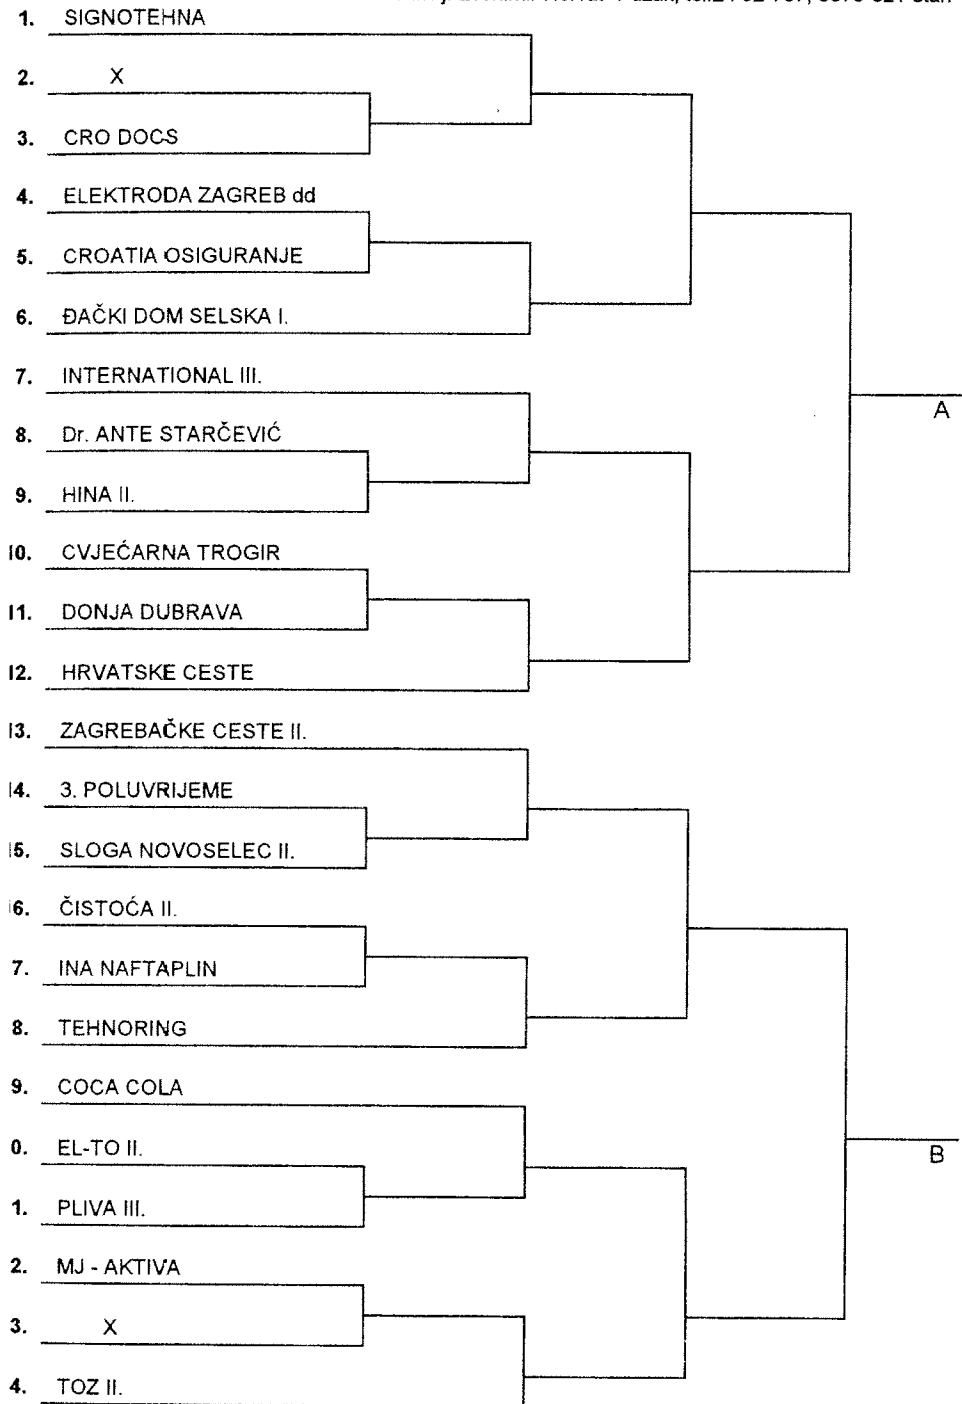 1. SIGNOTEHNA
2. X
3. CRO DOCS
4. ELEKTRODA ZAGREB dd
5. CROATIA OSIGURANJE
6. ĐAČKI DOM SELSKA I.
7. INTERNATIONAL III.
A
8. Dr. ANTE STARČEVIĆ
9. HINA II.
10. CVJEĆARNA TROGIR
11. DONJA DUBRAVA
12. HRVATSKE CESTE
13. ZAGREBAČKE CESTE II.
14. 3. POLUVRIJEME
15. SLOGA NOVOSELEC II.
6. ČISTOĆA II.
7. INA NAFTAPLIN
8. TEHNORING
9. COCA COLA
0. EL-TO II.
B
1. PLIVA III.
2. MJ - AKTIVA
3. X
4. TOZ II.